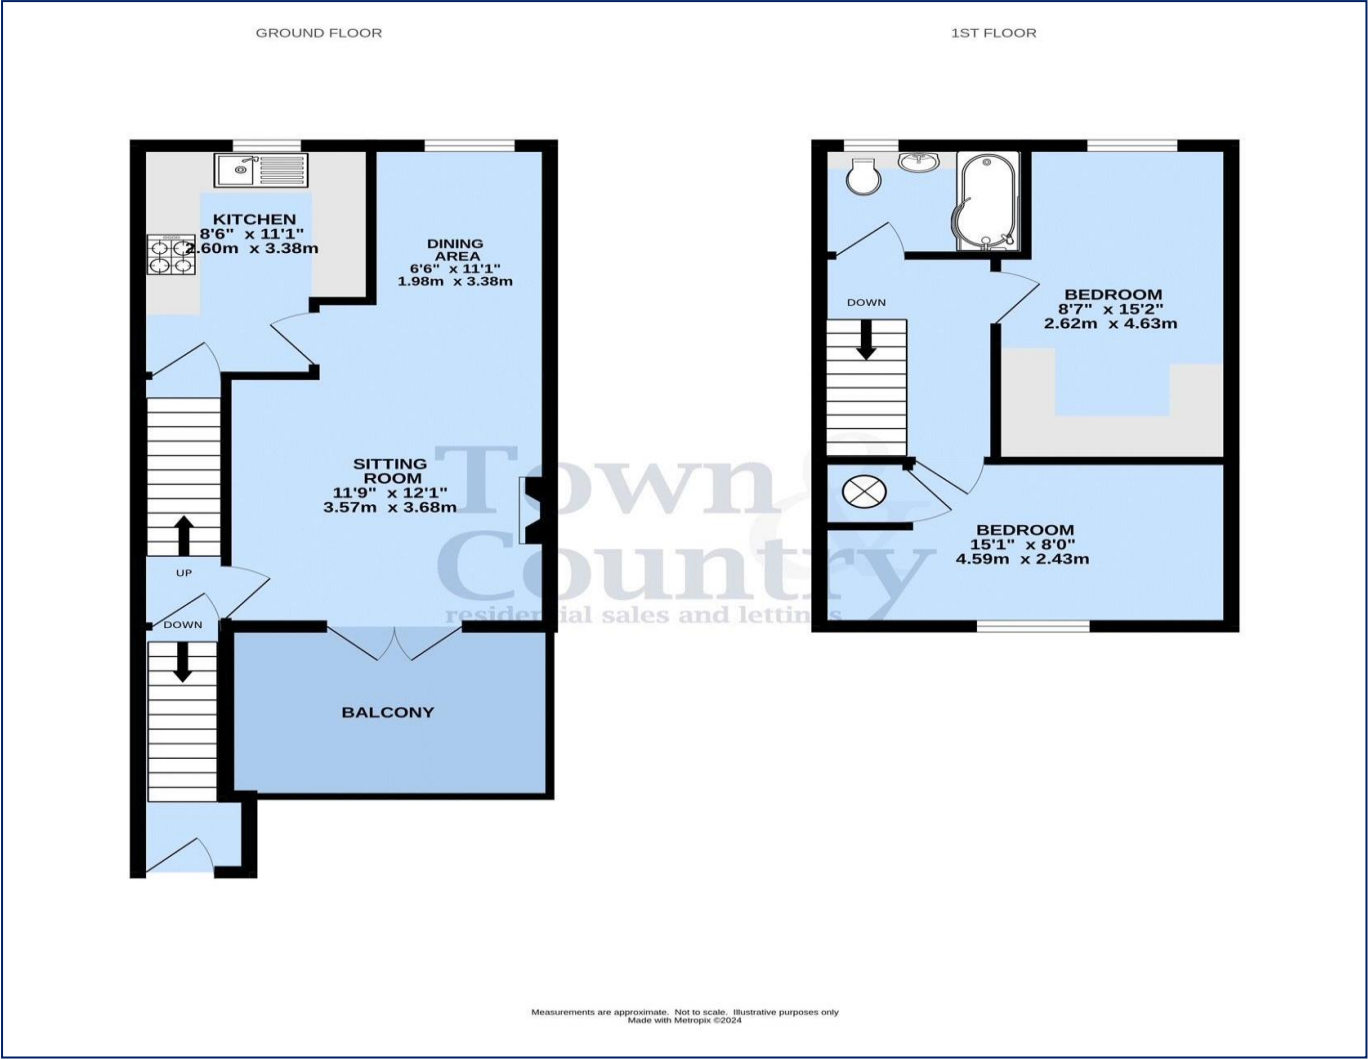 GROUND FLOOR
1ST FLOOR
KITCHEN
8'6" x 11'1"
2.60m x 3.38m
DINING
AREA
6'6" x 11'1"
1.98m x 3.38m
SITTING
ROOM
11'9" x 12'1"
3.57m x 3.68m
UP
DOWN
BALCONY
DOWN
BEDROOM
8'7" x 15'2"
2.62m x 4.63m
BEDROOM
15'1" x 8'0"
4.59m x 2.43m
Town &
Country
residential sales and lettings
Measurements are approximate. Not to scale. Illustrative purposes only
Made with Metropix ©2024